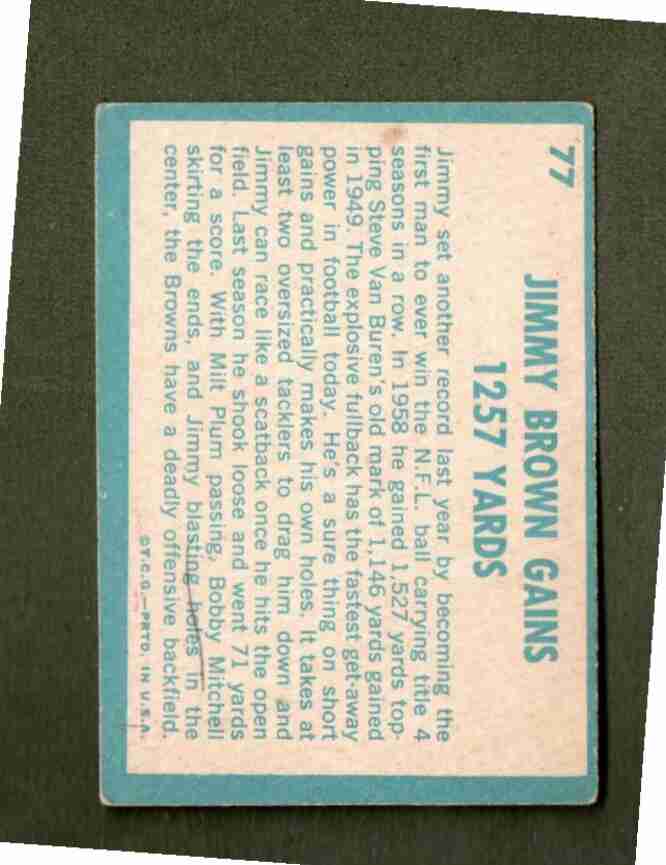 77
JIMMY BROWN GAINS
1257 YARDS
Jimmy set another record last year by becoming the
first man to ever win the N.F.L. ball carrying title 4
seasons in a row. In 1958 he gained 1,527 yards top-
ping Steve Van Buren's old mark of 1,146 yards gained
in 1949. The explosive fullback has the fastest get-away
power in football today. He's a sure thing on short
gains and practically makes his own holes. It takes at
least two oversized tacklers to drag him down and
Jimmy can race like a scatback once he hits the open
field. Last season he shook loose and went 71 yards
for a score. With Milt Plum passing, Bobby Mitchell
skirting the ends, and Jimmy blasting holes in the
center, the Browns have a deadly offensive backfield.
©T.C.G.—PRTD. IN U.S.A.